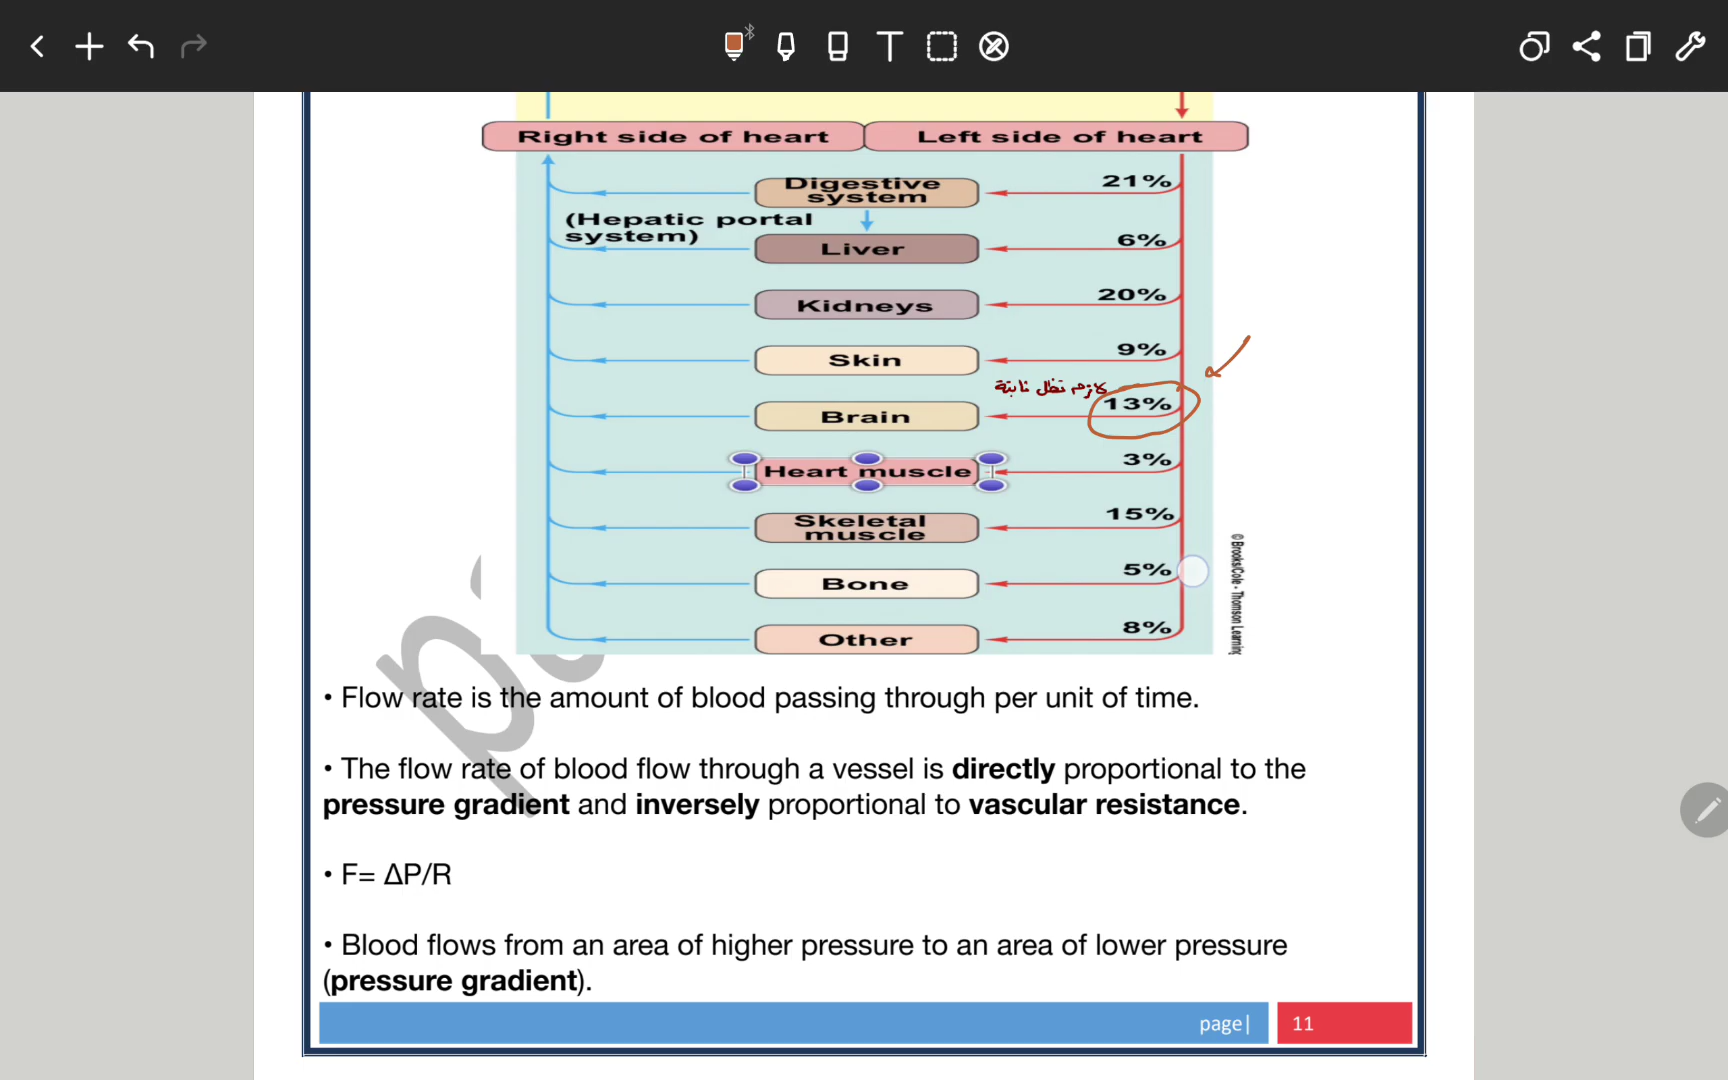 Right side of heart Left side of heart
Digestive system 21%
(Hepatic portal system)
Liver 6%
Kidneys 20%
Skin 9%
لازم تظل ثابتة
Brain 13%
Heart muscle 3%
Skeletal muscle 15%
Bone 5%
Other 8%
© Brooks/Cole - Thomson Learning
• Flow rate is the amount of blood passing through per unit of time.
• The flow rate of blood flow through a vessel is directly proportional to the
pressure gradient and inversely proportional to vascular resistance.
• F= ΔP/R
• Blood flows from an area of higher pressure to an area of lower pressure
(pressure gradient).
page| 11